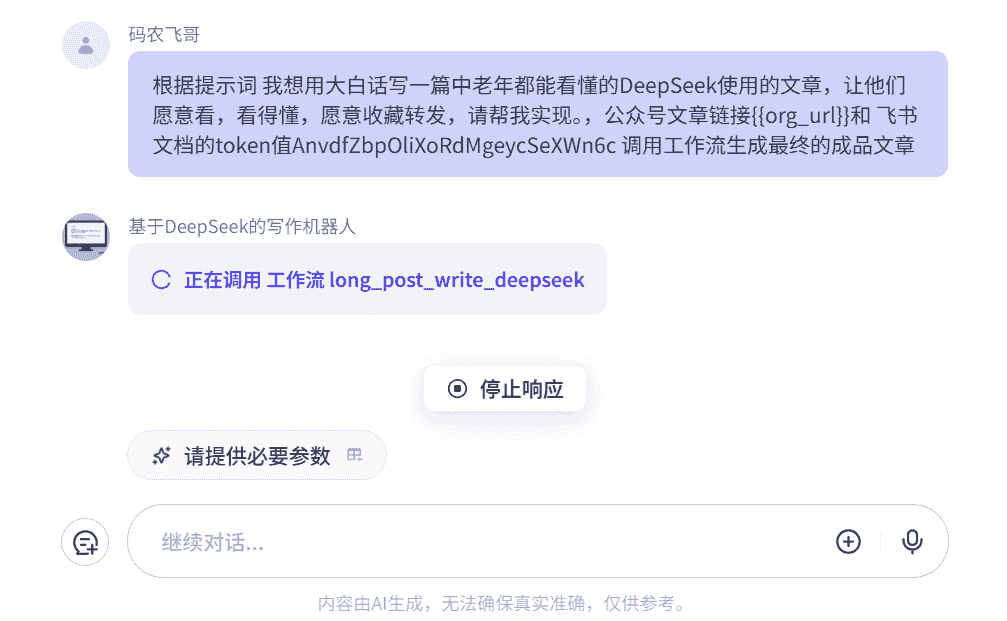 码农飞哥
根据提示词 我想用大白话写一篇中老年都能看懂的DeepSeek使用的文章，让他们
愿意看，看得懂，愿意收藏转发，请帮我实现。，公众号文章链接{{org_url}}和 飞书
文档的token值AnvdfZbpOliXoRdMgeycSeXWn6c 调用工作流生成最终的成品文章
基于DeepSeek的写作机器人
正在调用 工作流 long_post_write_deepseek
停止响应
请提供必要参数
继续对话...
内容由AI生成，无法确保真实准确，仅供参考。